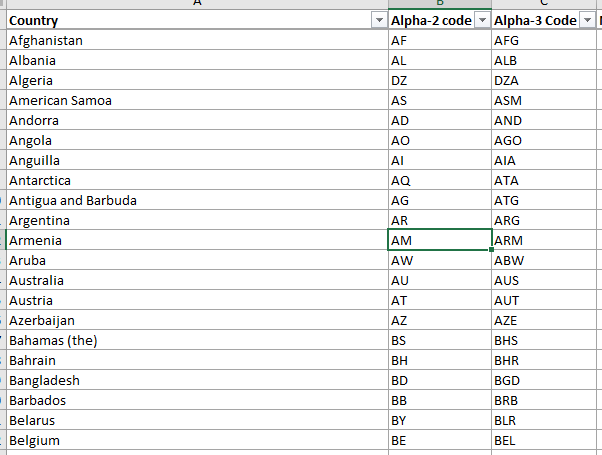 A B C
Country Alpha-2 code Alpha-3 Code
Afghanistan AF AFG
Albania AL ALB
Algeria DZ DZA
American Samoa AS ASM
Andorra AD AND
Angola AO AGO
Anguilla AI AIA
Antarctica AQ ATA
Antigua and Barbuda AG ATG
Argentina AR ARG
Armenia AM ARM
Aruba AW ABW
Australia AU AUS
Austria AT AUT
Azerbaijan AZ AZE
Bahamas (the) BS BHS
Bahrain BH BHR
Bangladesh BD BGD
Barbados BB BRB
Belarus BY BLR
Belgium BE BEL